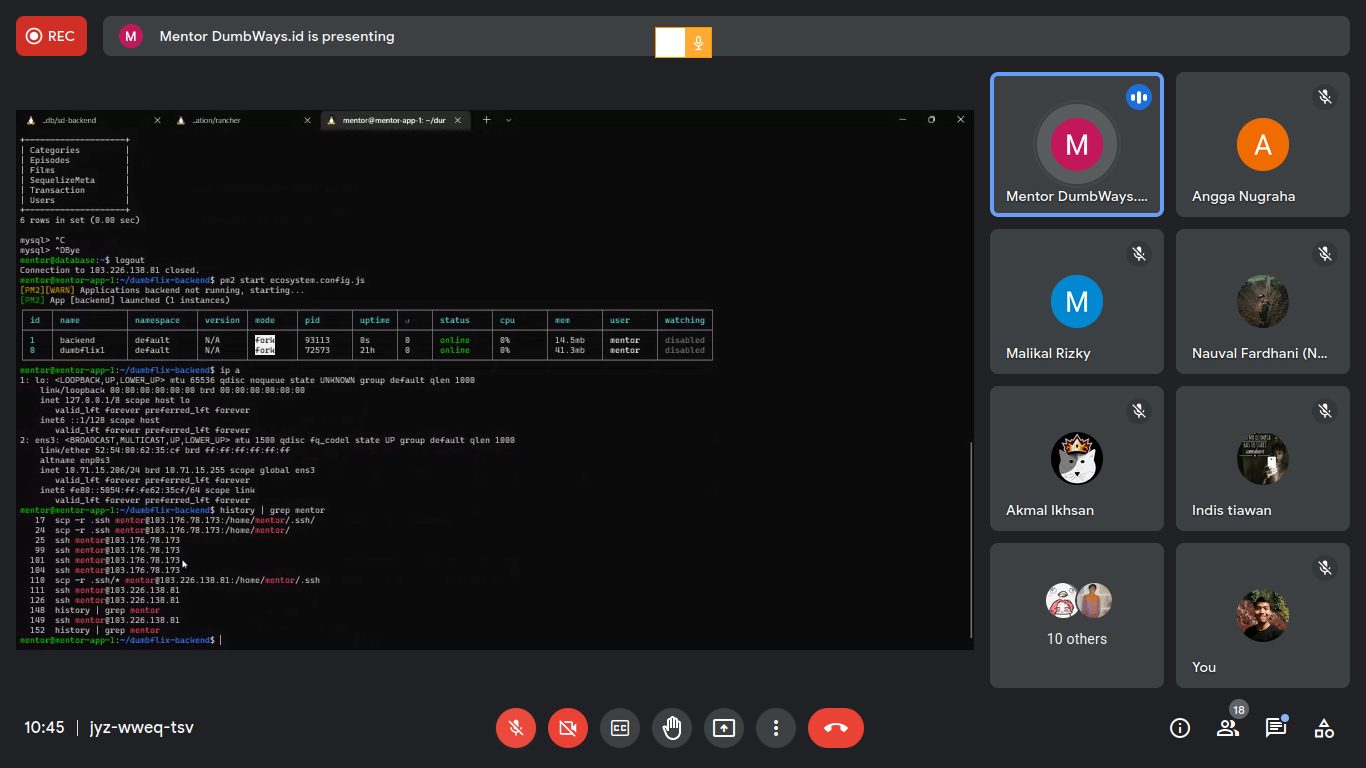 REC
M
Mentor DumbWays.id is presenting
..db/sd-backend
..ation/rancher
mentor@mentor-app-1: ~/dur
+---------------------+
| Categories |
| Episodes |
| Films |
| SequelizeMeta |
| Transaction |
| Users |
+---------------------+
6 rows in set (0.00 sec)
mysql> ^C
mysql> ^DBye
mentor@database:~$ logout
Connection to 103.226.138.81 closed.
mentor@mentor-app-1:~/dumbflix-backend$ pm2 start ecosystem.config.js
[PM2][WARN] Applications backend not running, starting...
[PM2] App [backend] launched (1 instances)
id name namespace version mode pid uptime ↺ status cpu mem user watching
1 backend default N/A fork 93113 0s 0 online 0% 14.5mb mentor disabled
0 dumbflix1 default N/A fork 72573 21h 0 online 0% 41.3mb mentor disabled
mentor@mentor-app-1:~/dumbflix-backend$ ip a
1: lo: <LOOPBACK,UP,LOWER_UP> mtu 65536 qdisc noqueue state UNKNOWN group default qlen 1000
link/loopback 00:00:00:00:00:00 brd 00:00:00:00:00:00
inet 127.0.0.1/8 scope host lo
valid_lft forever preferred_lft forever
inet6 ::1/128 scope host
valid_lft forever preferred_lft forever
2: ens3: <BROADCAST,MULTICAST,UP,LOWER_UP> mtu 1500 qdisc fq_codel state UP group default qlen 1000
link/ether 52:54:00:62:35:cf brd ff:ff:ff:ff:ff:ff
altname enp0s3
inet 10.71.15.206/24 brd 10.71.15.255 scope global ens3
valid_lft forever preferred_lft forever
inet6 fe80::5054:ff:fe62:35cf/64 scope link
valid_lft forever preferred_lft forever
mentor@mentor-app-1:~/dumbflix-backend$ history | grep mentor
17 scp -r .ssh mentor@103.176.78.173:/home/mentor/.ssh/
24 scp -r .ssh mentor@103.176.78.173:/home/mentor/
25 ssh mentor@103.176.78.173
99 ssh mentor@103.176.78.173
101 ssh mentor@103.176.78.173
104 ssh mentor@103.176.78.173
110 scp -r .ssh/* mentor@103.226.138.81:/home/mentor/.ssh
111 ssh mentor@103.226.138.81
126 ssh mentor@103.226.138.81
148 history | grep mentor
149 ssh mentor@103.226.138.81
152 history | grep mentor
mentor@mentor-app-1:~/dumbflix-backend$
M
Mentor DumbWays....
A
Angga Nugraha
M
Malikal Rizky
Nauval Fardhani (N...
Akmal Ikhsan
Indis tiawan
10 others
You
10:45 | jyz-wweq-tsv
CC
18